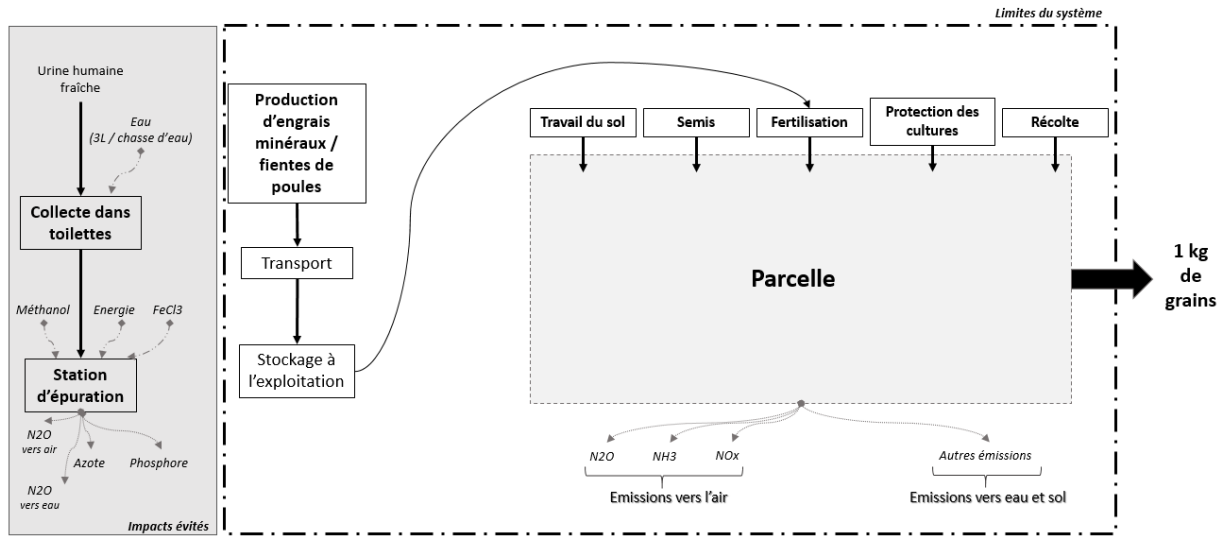 Limites du système
Urine humaine
fraîche
Eau
(3L / chasse d'eau)
Collecte dans
toilettes
Méthanol
Energie
FeCl3
Station
d'épuration
N2O
vers air
Azote
Phosphore
N2O
vers eau
Impacts évités
Production
d'engrais
minéraux /
fientes de
poules
Transport
Stockage à
l'exploitation
Travail du sol
Semis
Fertilisation
Protection des
cultures
Récolte
Parcelle
1 kg
de
grains
N2O
NH3
NOx
Autres émissions
Emissions vers l'air
Emissions vers eau et sol